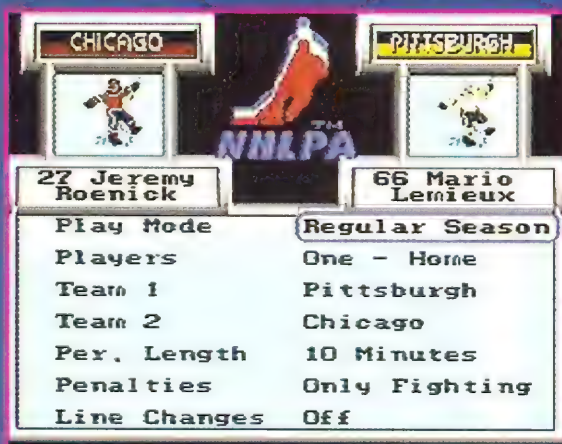 CHICAGO
PITTSBURGH
TM
NHLPA
27 Jeremy
Roenick
66 Mario
Lemieux
Play Mode Regular Season
Players One - Home
Team 1 Pittsburgh
Team 2 Chicago
Per. Length 10 Minutes
Penalties Only Fighting
Line Changes Off